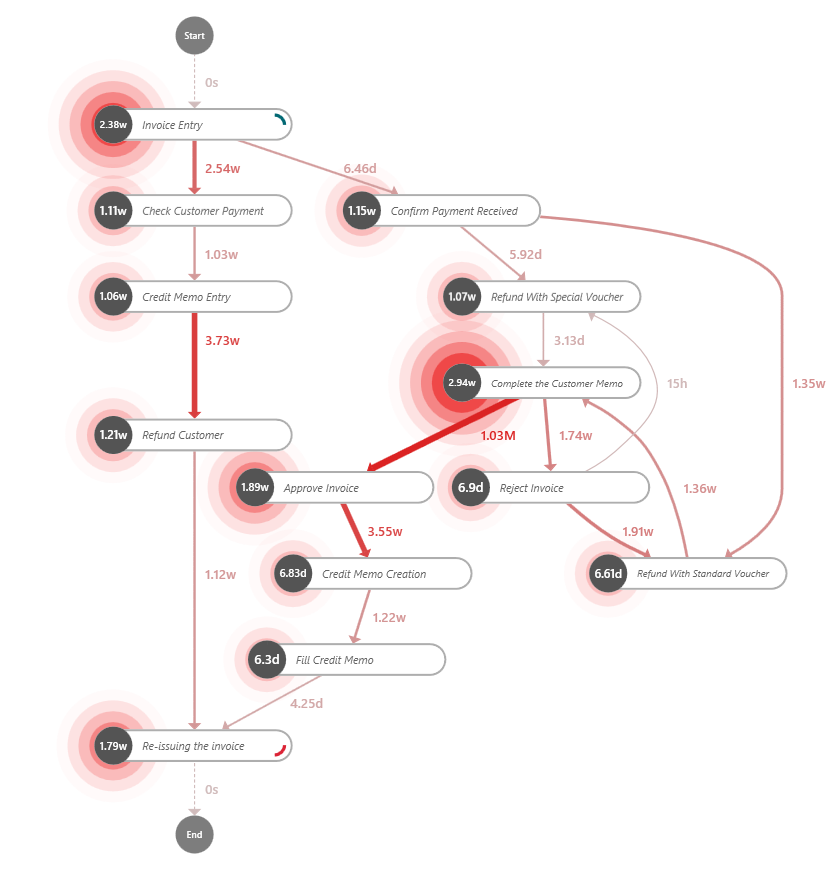 Start
0s
2.38w Invoice Entry
2.54w
6.46d
1.11w Check Customer Payment
1.15w Confirm Payment Received
1.03w
5.92d
1.06w Credit Memo Entry
1.07w Refund With Special Voucher
3.73w
3.13d
2.94w Complete the Customer Memo
15h
1.35w
1.21w Refund Customer
1.03M
1.74w
1.89w Approve Invoice
6.9d Reject Invoice
1.36w
3.55w
1.91w
1.12w
6.83d Credit Memo Creation
6.61d Refund With Standard Voucher
1.22w
6.3d Fill Credit Memo
4.25d
1.79w Re-issuing the invoice
0s
End